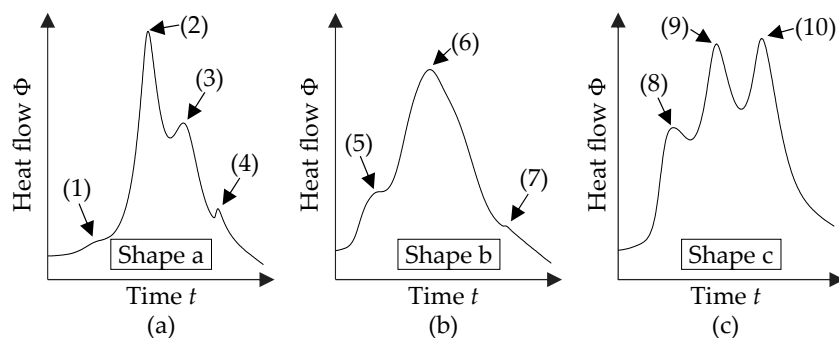 Heat flow Φ
(1)
(2)
(3)
(4)
Shape a
Time t
(a)
Heat flow Φ
(5)
(6)
(7)
Shape b
Time t
(b)
Heat flow Φ
(8)
(9)
(10)
Shape c
Time t
(c)